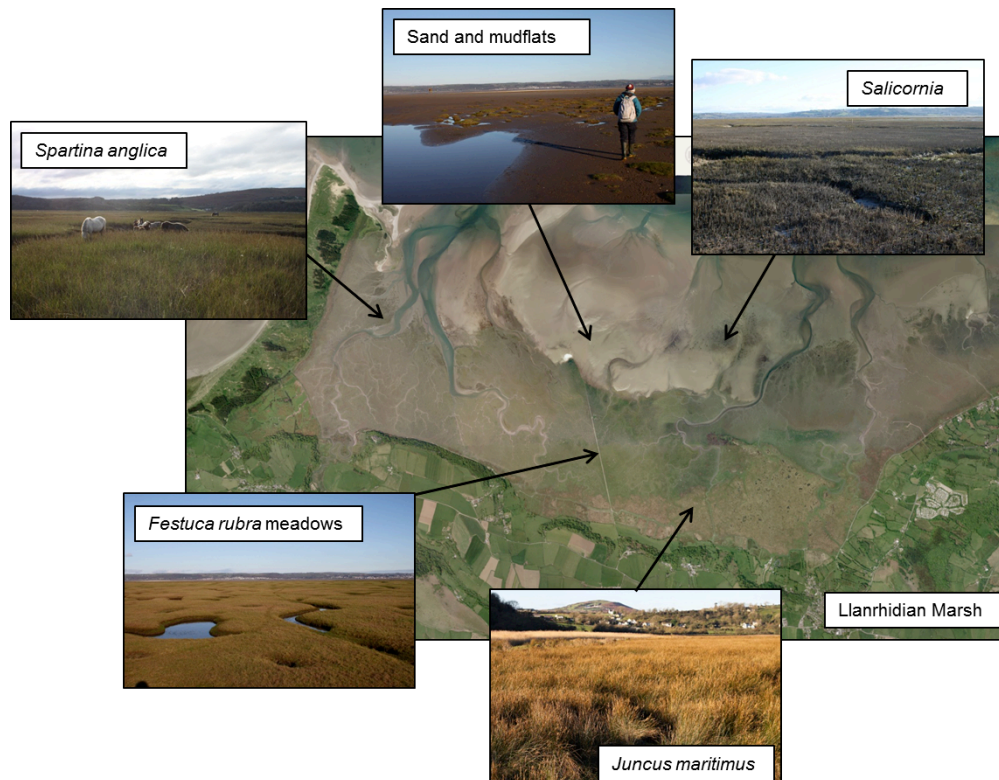 Sand and mudflats
Salicornia
Spartina anglica
Festuca rubra meadows
Llanrhidian Marsh
Juncus maritimus